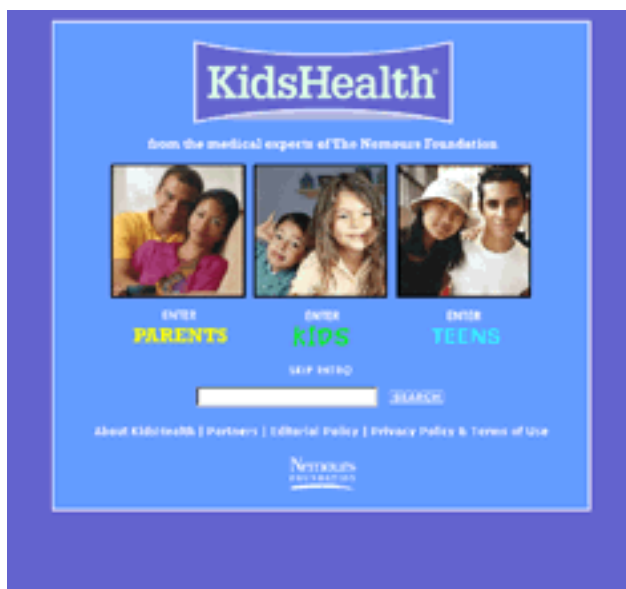 KidsHealth®
from the medical experts of The Nemours Foundation
ENTER ENTER ENTER
PARENTS KIDS TEENS
SKIP INTRO
SEARCH
About KidsHealth | Partners | Editorial Policy | Privacy Policy & Terms of Use
Nemours
FOUNDATION